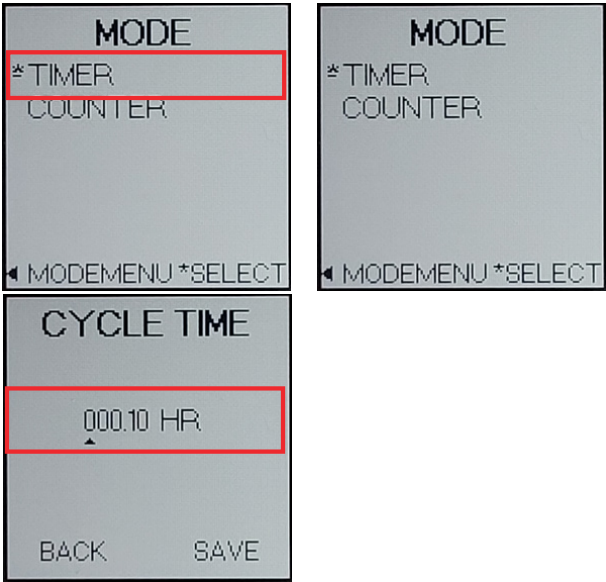 MODE
*TIMER
COUNTER
◄ MODEMENU *SELECT
MODE
*TIMER
COUNTER
◄ MODEMENU *SELECT
CYCLE TIME
000.10 HR
BACK SAVE